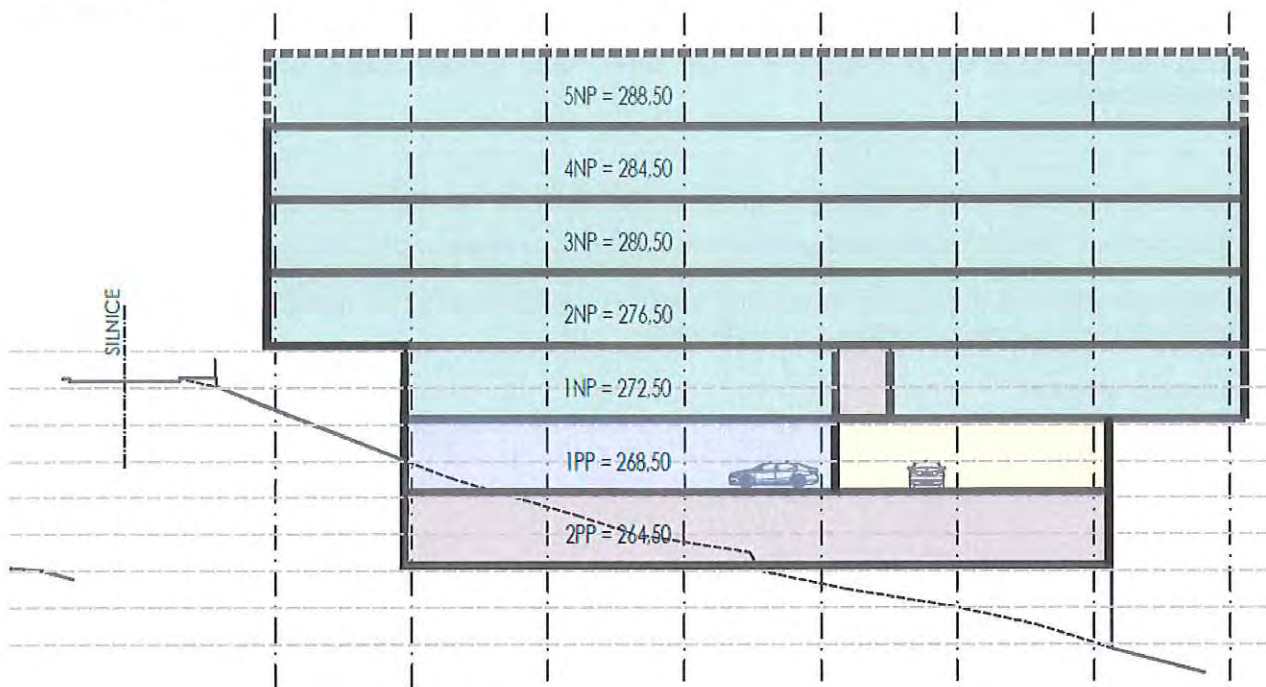 5NP = 288,50
4NP = 284,50
3NP = 280,50
2NP = 276,50
SILNICE
1NP = 272,50
1PP = 268,50
2PP = 264,50